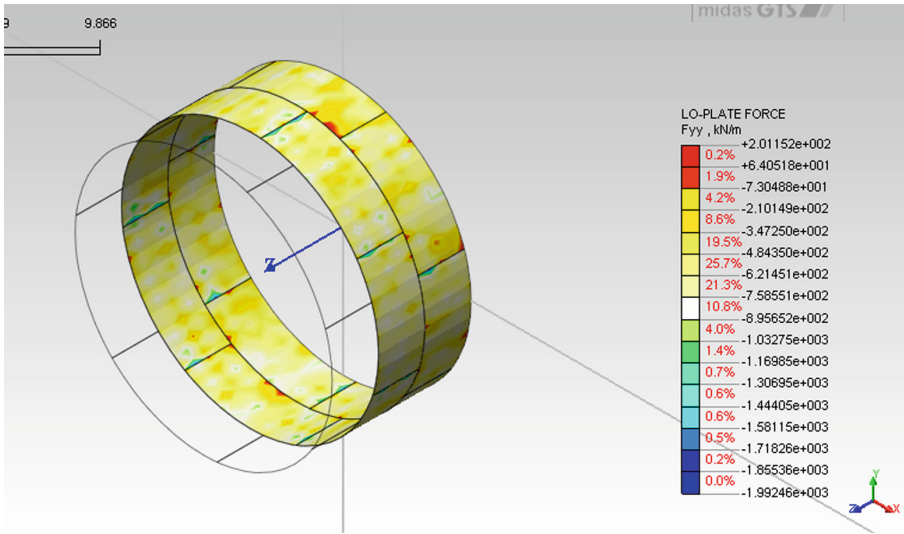 midas GTS
9 9.866
LO-PLATE FORCE
Fyy , kN/m
+2.01152e+002
0.2%
+6.40518e+001
1.9%
-7.30488e+001
4.2%
-2.10149e+002
8.6%
-3.47250e+002
19.5%
-4.84350e+002
25.7%
-6.21451e+002
21.3%
-7.58551e+002
10.8%
-8.95652e+002
4.0%
-1.03275e+003
1.4%
-1.16985e+003
0.7%
-1.30695e+003
0.6%
-1.44405e+003
0.6%
-1.58115e+003
0.5%
-1.71826e+003
0.2%
-1.85536e+003
0.0%
-1.99246e+003
Z
Y
Z X